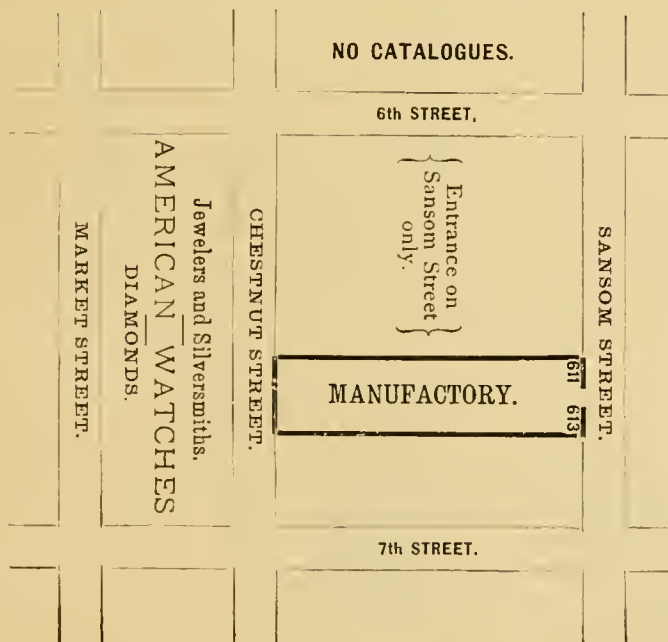 NO CATALOGUES.
6th STREET,
Entrance on
Sansom Street
only.
SANSOM STREET.
CHESTNUT STREET.
Jewelers and Silversmiths.
AMERICAN WATCHES
DIAMONDS.
MARKET STREET.
611
MANUFACTORY.
613
7th STREET.